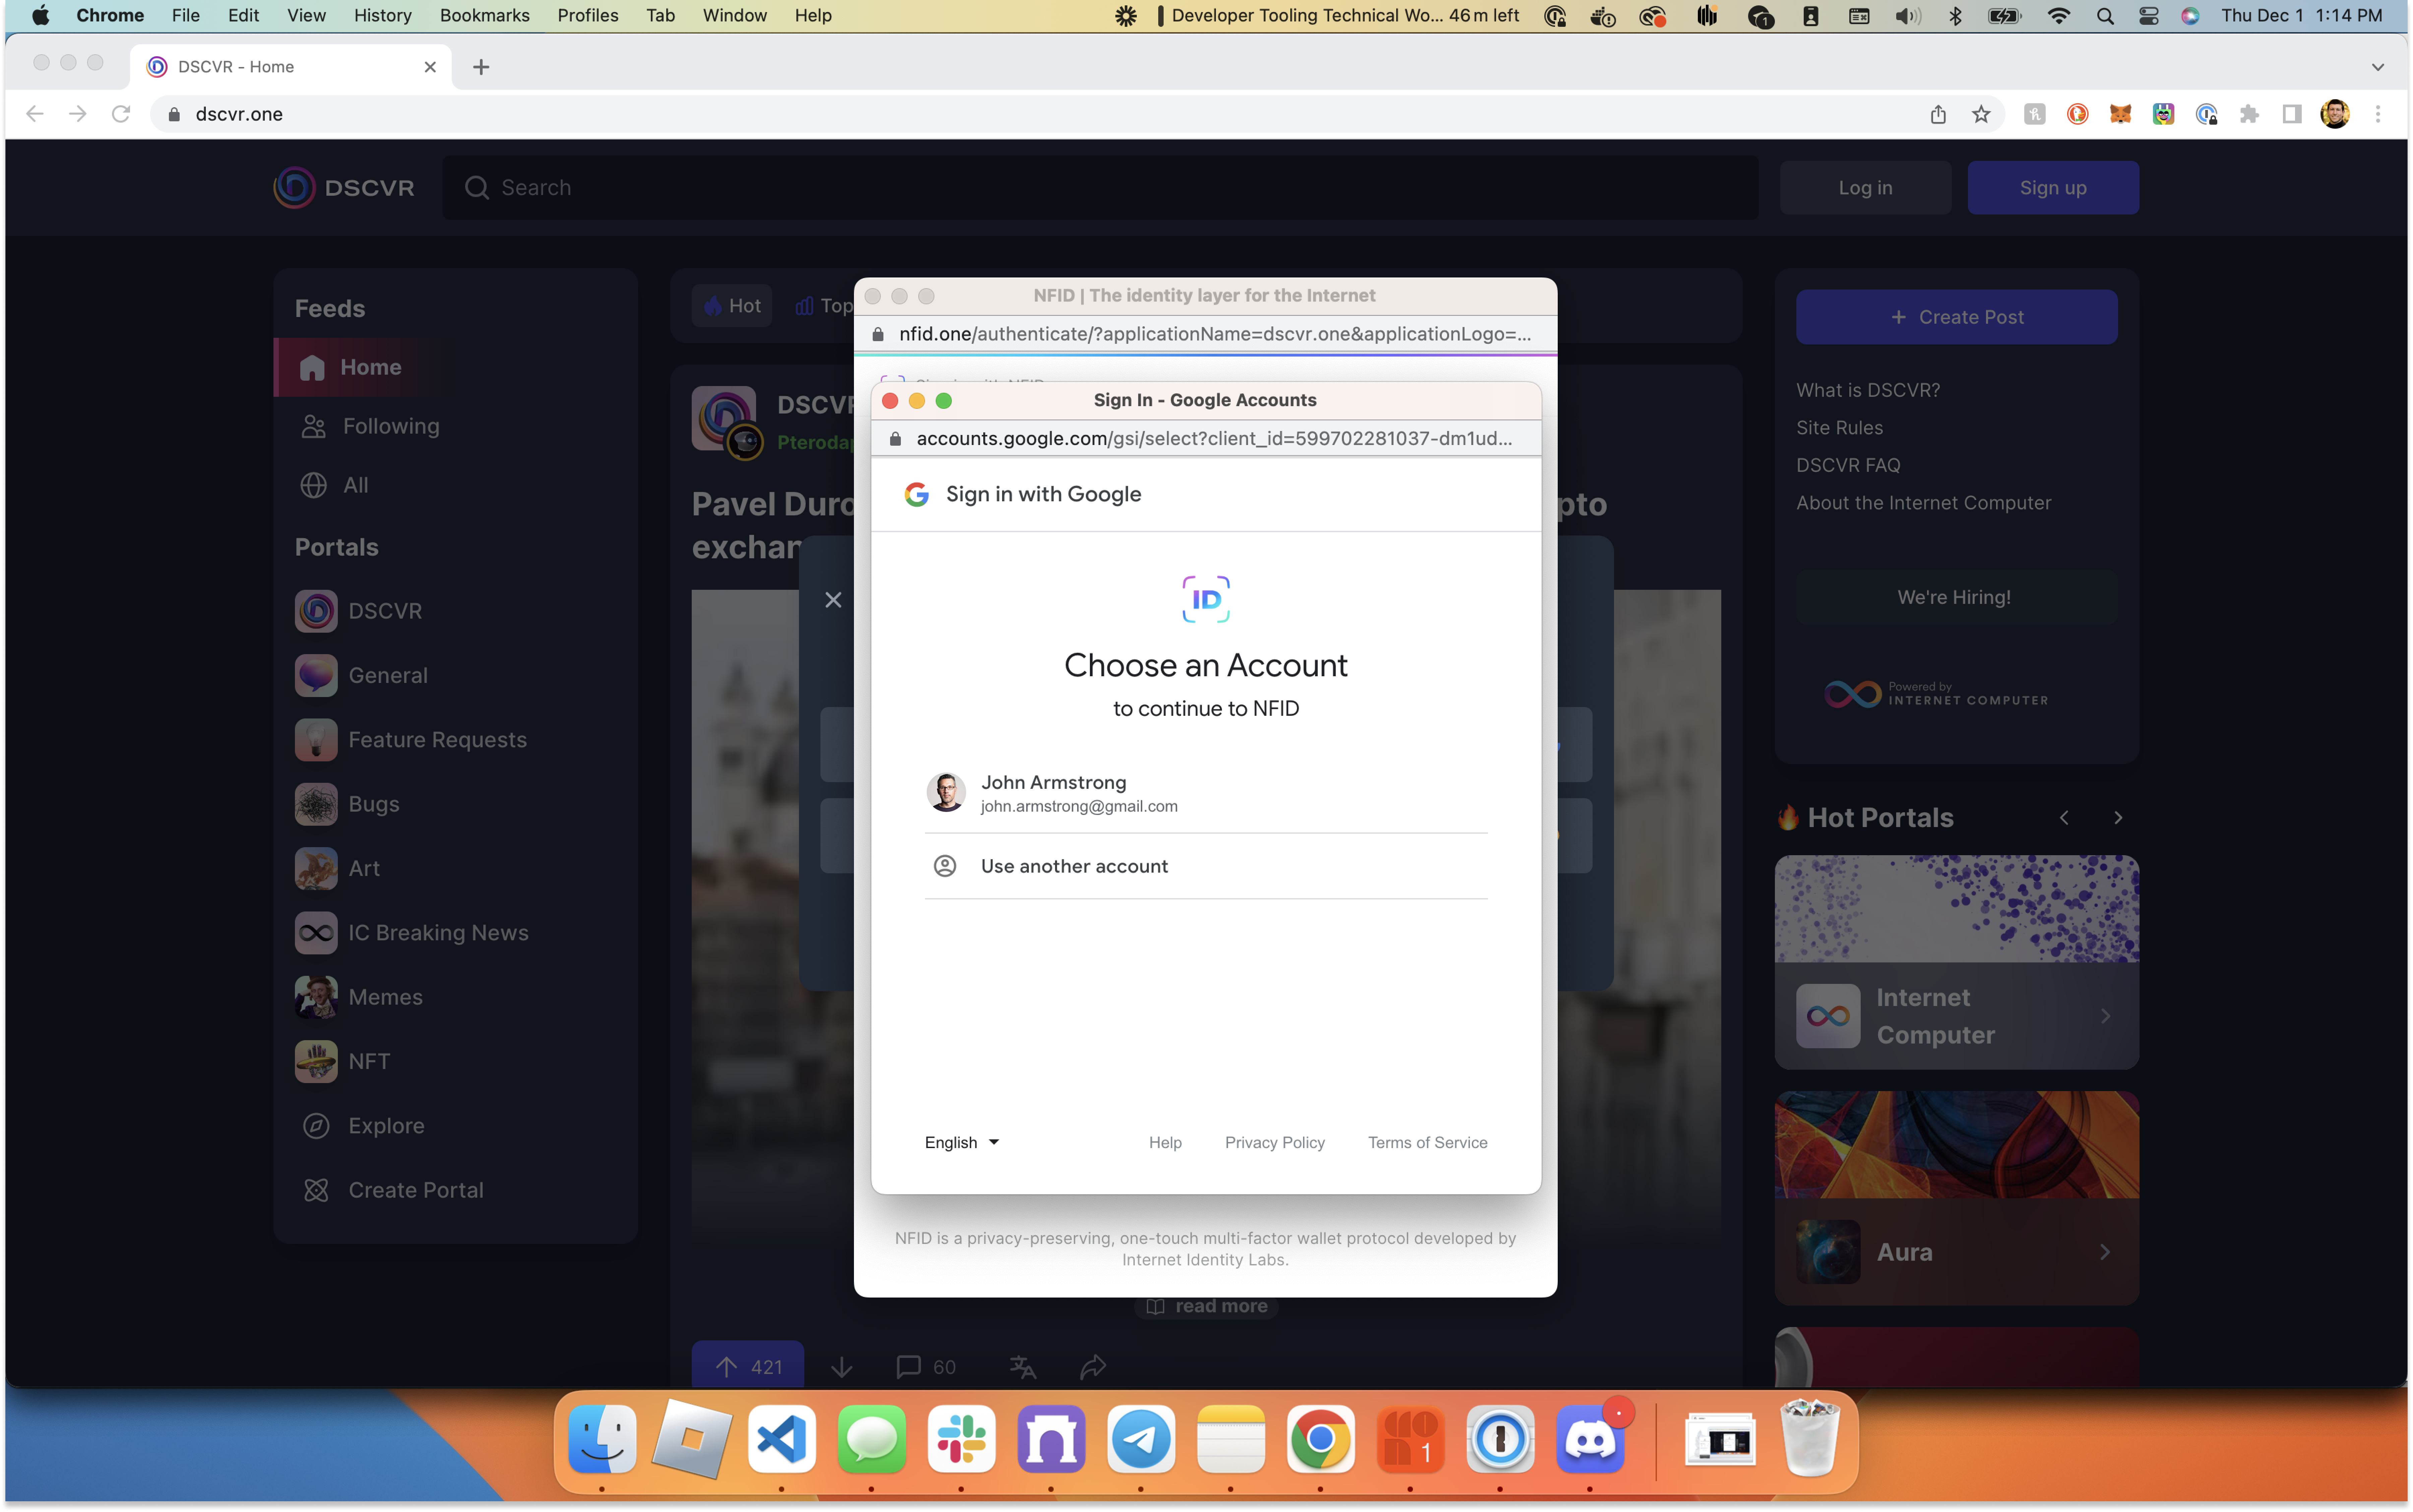 Chrome File Edit View History Bookmarks Profiles Tab Window Help
Developer Tooling Technical Wo... 46 m left
Thu Dec 1 1:14 PM
DSCVR - Home
dscvr.one
DSCVR
Search
Log in
Sign up
Feeds
Home
Following
All
Portals
DSCVR
General
Feature Requests
Bugs
Art
IC Breaking News
Memes
NFT
Explore
Create Portal
Hot
Top
DSCVR
Pavel Duro
pto
exchan
NFID | The identity layer for the Internet
nfid.one/authenticate/?applicationName=dscvr.one&applicationLogo=...
Sign In - Google Accounts
accounts.google.com/gsi/select?client_id=599702281037-dm1ud...
Sign in with Google
ID
Choose an Account
to continue to NFID
John Armstrong
john.armstrong@gmail.com
Use another account
English
Help
Privacy Policy
Terms of Service
NFID is a privacy-preserving, one-touch multi-factor wallet protocol developed by
Internet Identity Labs.
read more
421
60
+ Create Post
What is DSCVR?
Site Rules
DSCVR FAQ
About the Internet Computer
We're Hiring!
Powered by
INTERNET COMPUTER
Hot Portals
Internet
Computer
Aura